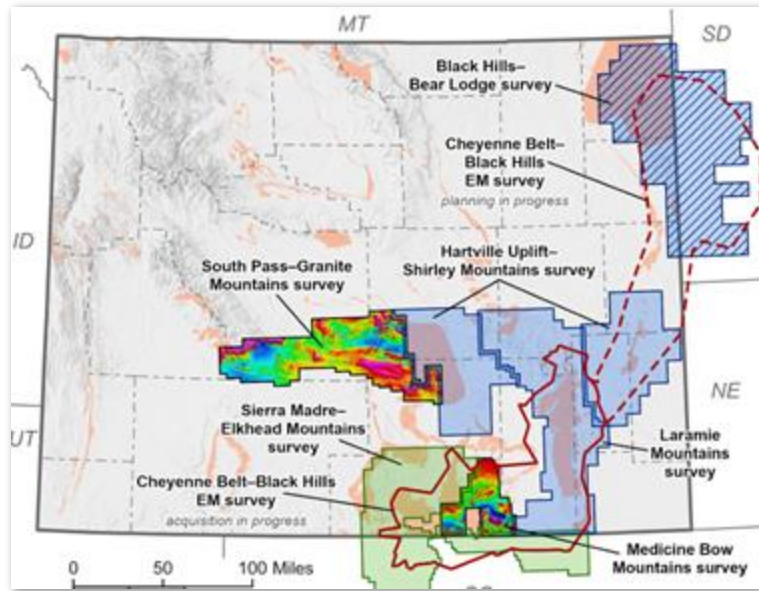 MT
SD
Black Hills–
Bear Lodge survey
Cheyenne Belt–
Black Hills
EM survey
planning in progress
ID
Hartville Uplift–
Shirley Mountains survey
South Pass–Granite
Mountains survey
NE
Sierra Madre–
Elkhead Mountains
survey
UT
Laramie
Mountains
survey
Cheyenne Belt–Black Hills
EM survey
acquisition in progress
Medicine Bow
Mountains survey
0 50 100 Miles